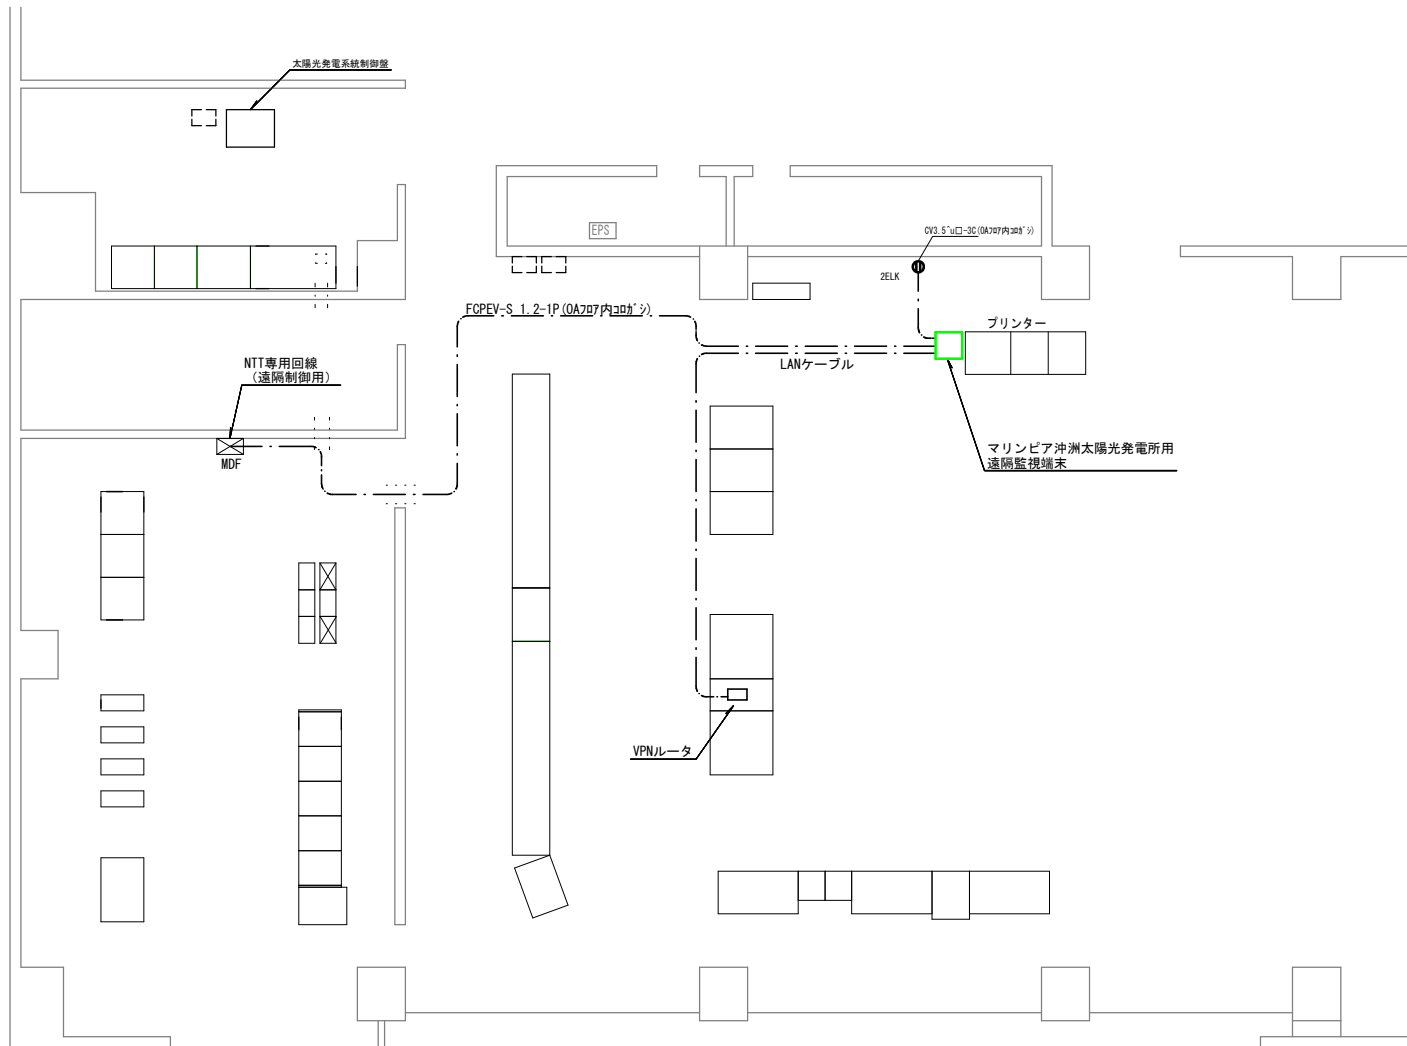 太陽光発電系統制御盤
EPS
CV3.5゛u口-3C(OAﾌﾛｱ内ｺﾛｶﾞｼ)
2ELK
FCPEV-S 1.2-1P(OAﾌﾛｱ内ｺﾛｶﾞｼ)
プリンター
LANケーブル
NTT専用回線
（遠隔制御用）
MDF
マリンピア沖洲太陽光発電所用
遠隔監視端末
VPNルータ